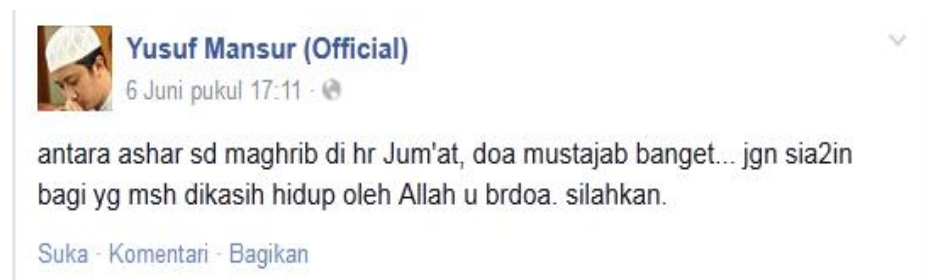 Yusuf Mansur (Official)
6 Juni pukul 17:11 ·
antara ashar sd maghrib di hr Jum'at, doa mustajab banget... jgn sia2in
bagi yg msh dikasih hidup oleh Allah u brdoa. silahkan.
Suka · Komentari · Bagikan